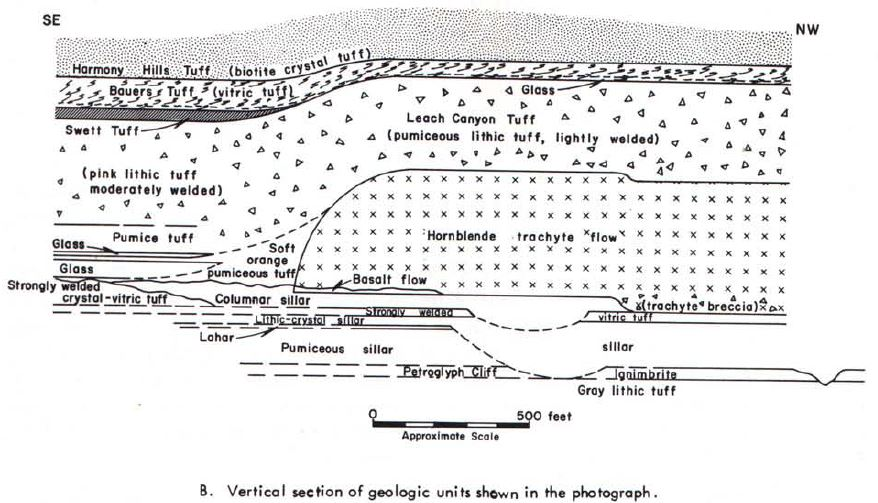 SE
NW
Harmony Hills Tuff (biotite crystal tuff)
Bauers Tuff (vitric tuff)
Glass
Swett Tuff
Leach Canyon Tuff
(pumiceous lithic tuff, lightly welded)
(pink lithic tuff
moderately welded)
Pumice tuff
Glass
Glass
Soft
orange
pumiceous tuff
Hornblende trachyte flow
Basalt flow
Strongly welded
crystal-vitric tuff
Columnar sillar
(trachyte breccia)
Strongly welded
vitric tuff
Lithic-crystal sillar
Lahar
Pumiceous sillar
sillar
Petroglyph Cliff
Ignimbrite
Gray lithic tuff
0
500 feet
Approximate Scale
B. Vertical section of geologic units shown in the photograph.